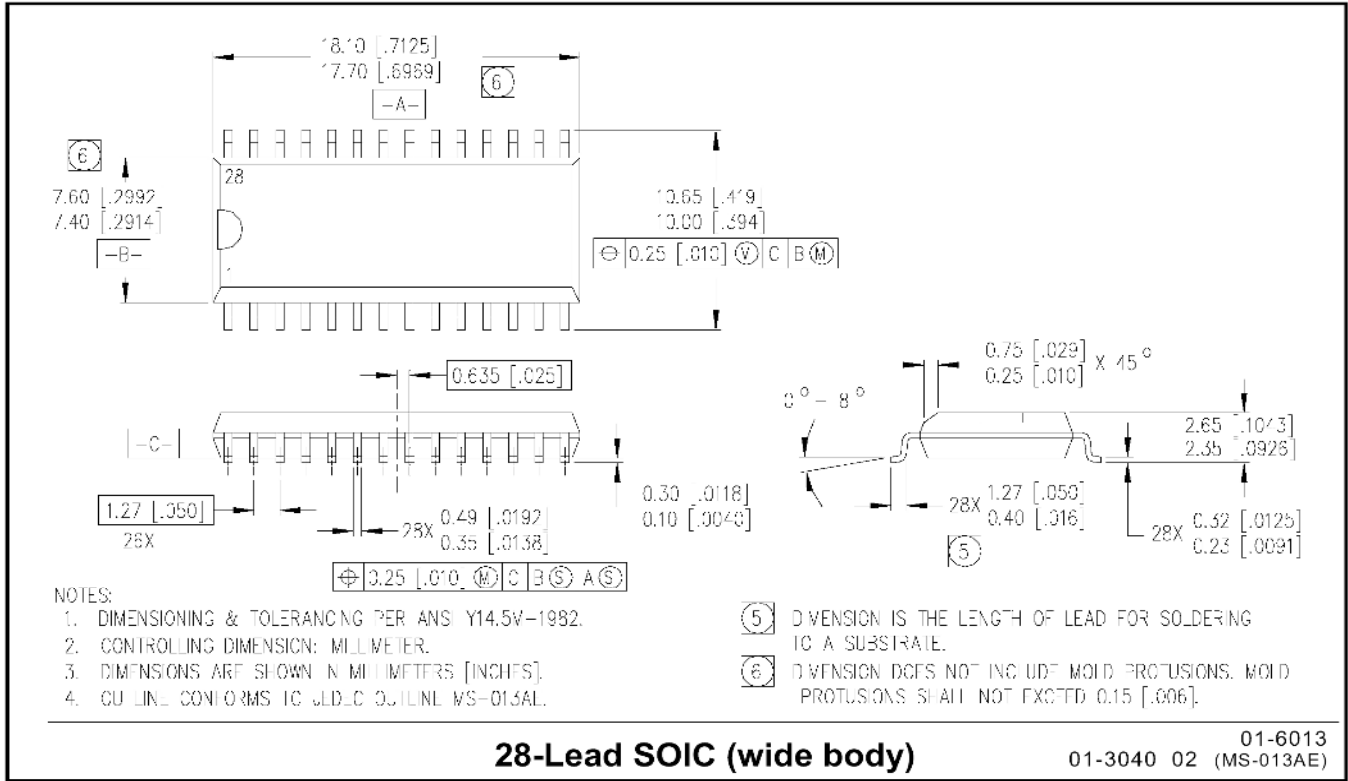 18.10 [.7125]
17.70 [.6969]
6
-A-
6
28
7.60 [.2992]
7.40 [.2914]
-B-
1
10.65 [.419]
10.00 [.394]
0.25 [.010] V C B M
0.635 [.025]
-C-
1.27 [.050]
26X
28X 0.49 [.0192]
0.35 [.0138]
0.25 [.010] M C B S A S
0.30 [.0118]
0.10 [.0040]
0.75 [.029]
0.25 [.010] X 45°
0° - 8°
2.65 [.1043]
2.35 [.0926]
28X 1.27 [.050]
0.40 [.016]
5
28X 0.32 [.0125]
0.23 [.0091]
NOTES:
1. DIMENSIONING & TOLERANCING PER ANSI Y14.5V-1982.
2. CONTROLLING DIMENSION: MILLIMETER.
3. DIMENSIONS ARE SHOWN IN MILLIMETERS [INCHES].
4. OUTLINE CONFORMS TO JEDEC OUTLINE MS-013AE.
5 DIMENSION IS THE LENGTH OF LEAD FOR SOLDERING
TO A SUBSTRATE.
6 DIMENSION DOES NOT INCLUDE MOLD PROTUSIONS. MOLD
PROTUSIONS SHALL NOT EXCEED 0.15 [.006].
28-Lead SOIC (wide body)
01-6013
01-3040 02 (MS-013AE)